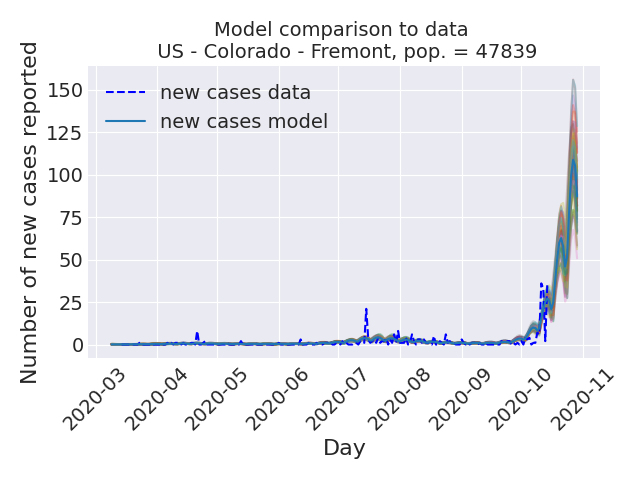 Model comparison to data
US - Colorado - Fremont, pop. = 47839
Number of new cases reported
150
125
100
75
50
25
0
new cases data
new cases model
2020-03
2020-04
2020-05
2020-06
2020-07
2020-08
2020-09
2020-10
2020-11
Day